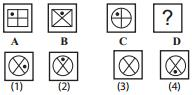 ?
A B C D
(1) (2) (3) (4)